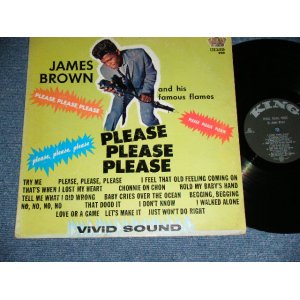 JAMES
BROWN
and his
famous flames
PLEASE PLEASE PLEASE
please, please, please
PLEASE PLEASE PLEASE
PLEASE
PLEASE
PLEASE
TRY ME PLEASE, PLEASE, PLEASE I FEEL THAT OLD FEELING COMING ON
THAT'S WHEN I LOST MY HEART CHONNIE ON CHON HOLD MY BABY'S HAND
TELL ME WHAT I DID WRONG BABY CRIES OVER THE OCEAN BEGGING, BEGGING
NO, NO, NO, NO THAT DOOD IT I DON'T KNOW I WALKED ALONE
LOVE OR A GAME LET'S MAKE IT JUST WON'T DO RIGHT
VIVID SOUND
KING